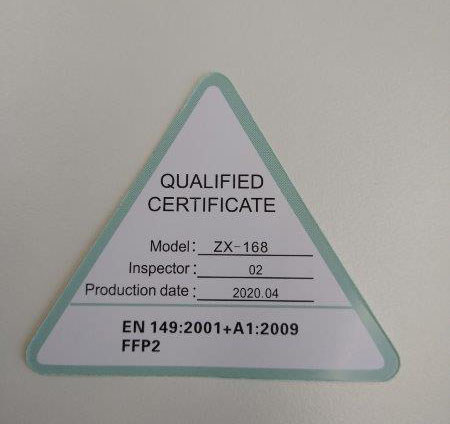 QUALIFIED
CERTIFICATE
Model: ZX-168
Inspector: 02
Production date: 2020.04
EN 149:2001+A1:2009
FFP2